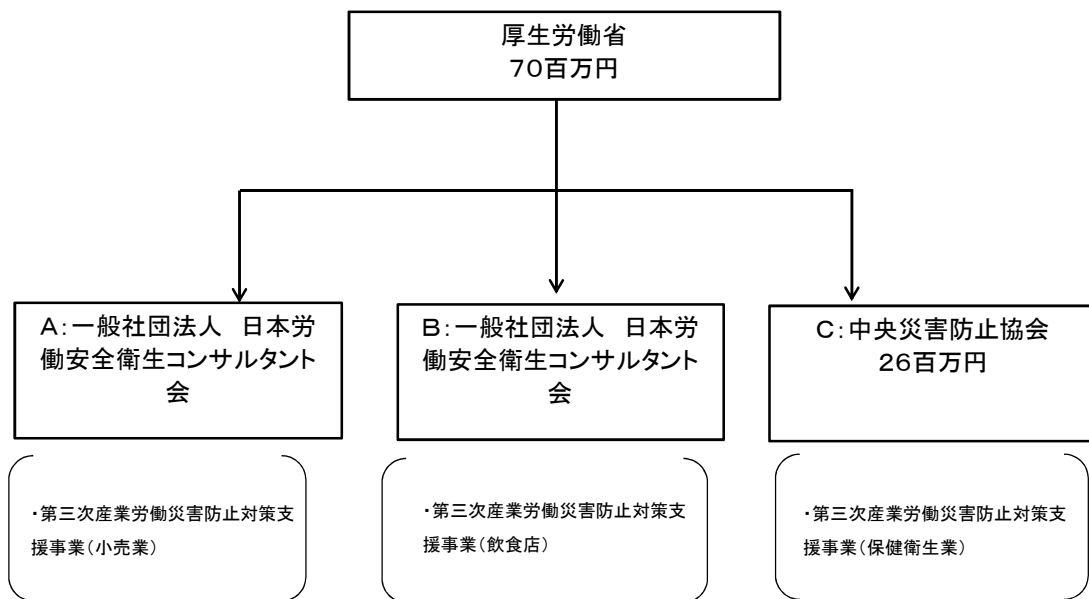 厚生労働省
70百万円
A:一般社団法人　日本労
働安全衛生コンサルタント
会
B:一般社団法人　日本労
働安全衛生コンサルタント
会
C:中央災害防止協会
26百万円
・第三次産業労働災害防止対策支
援事業(小売業)
・第三次産業労働災害防止対策支
援事業(飲食店)
・第三次産業労働災害防止対策支
援事業(保健衛生業)